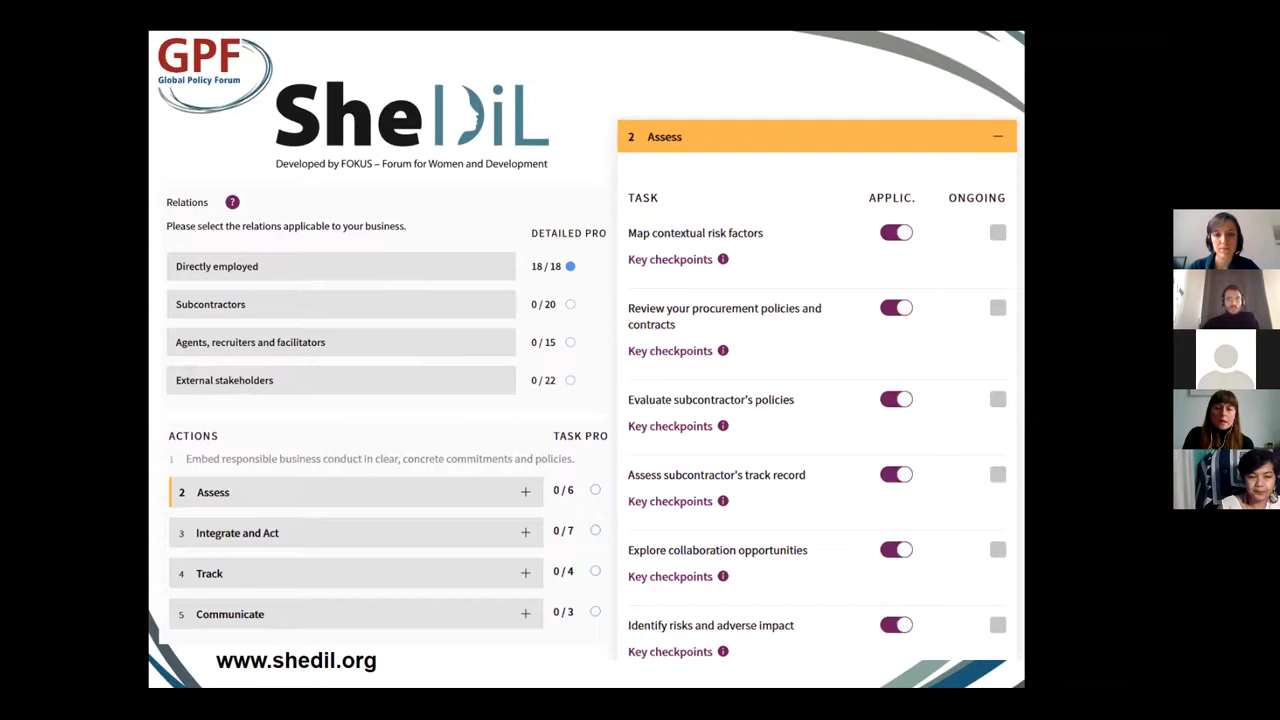 GPF
Global Policy Forum
SheDiL
Developed by FOKUS – Forum for Women and Development
Relations ?
Please select the relations applicable to your business.
DETAILED PRO
Directly employed 18 / 18
Subcontractors 0 / 20
Agents, recruiters and facilitators 0 / 15
External stakeholders 0 / 22
ACTIONS TASK PRO
1 Embed responsible business conduct in clear, concrete commitments and policies.
2 Assess + 0 / 6
3 Integrate and Act + 0 / 7
4 Track + 0 / 4
5 Communicate + 0 / 3
www.shedil.org
2 Assess –
TASK APPLIC. ONGOING
Map contextual risk factors
Key checkpoints i
Review your procurement policies and
contracts
Key checkpoints i
Evaluate subcontractor's policies
Key checkpoints i
Assess subcontractor's track record
Key checkpoints i
Explore collaboration opportunities
Key checkpoints i
Identify risks and adverse impact
Key checkpoints i